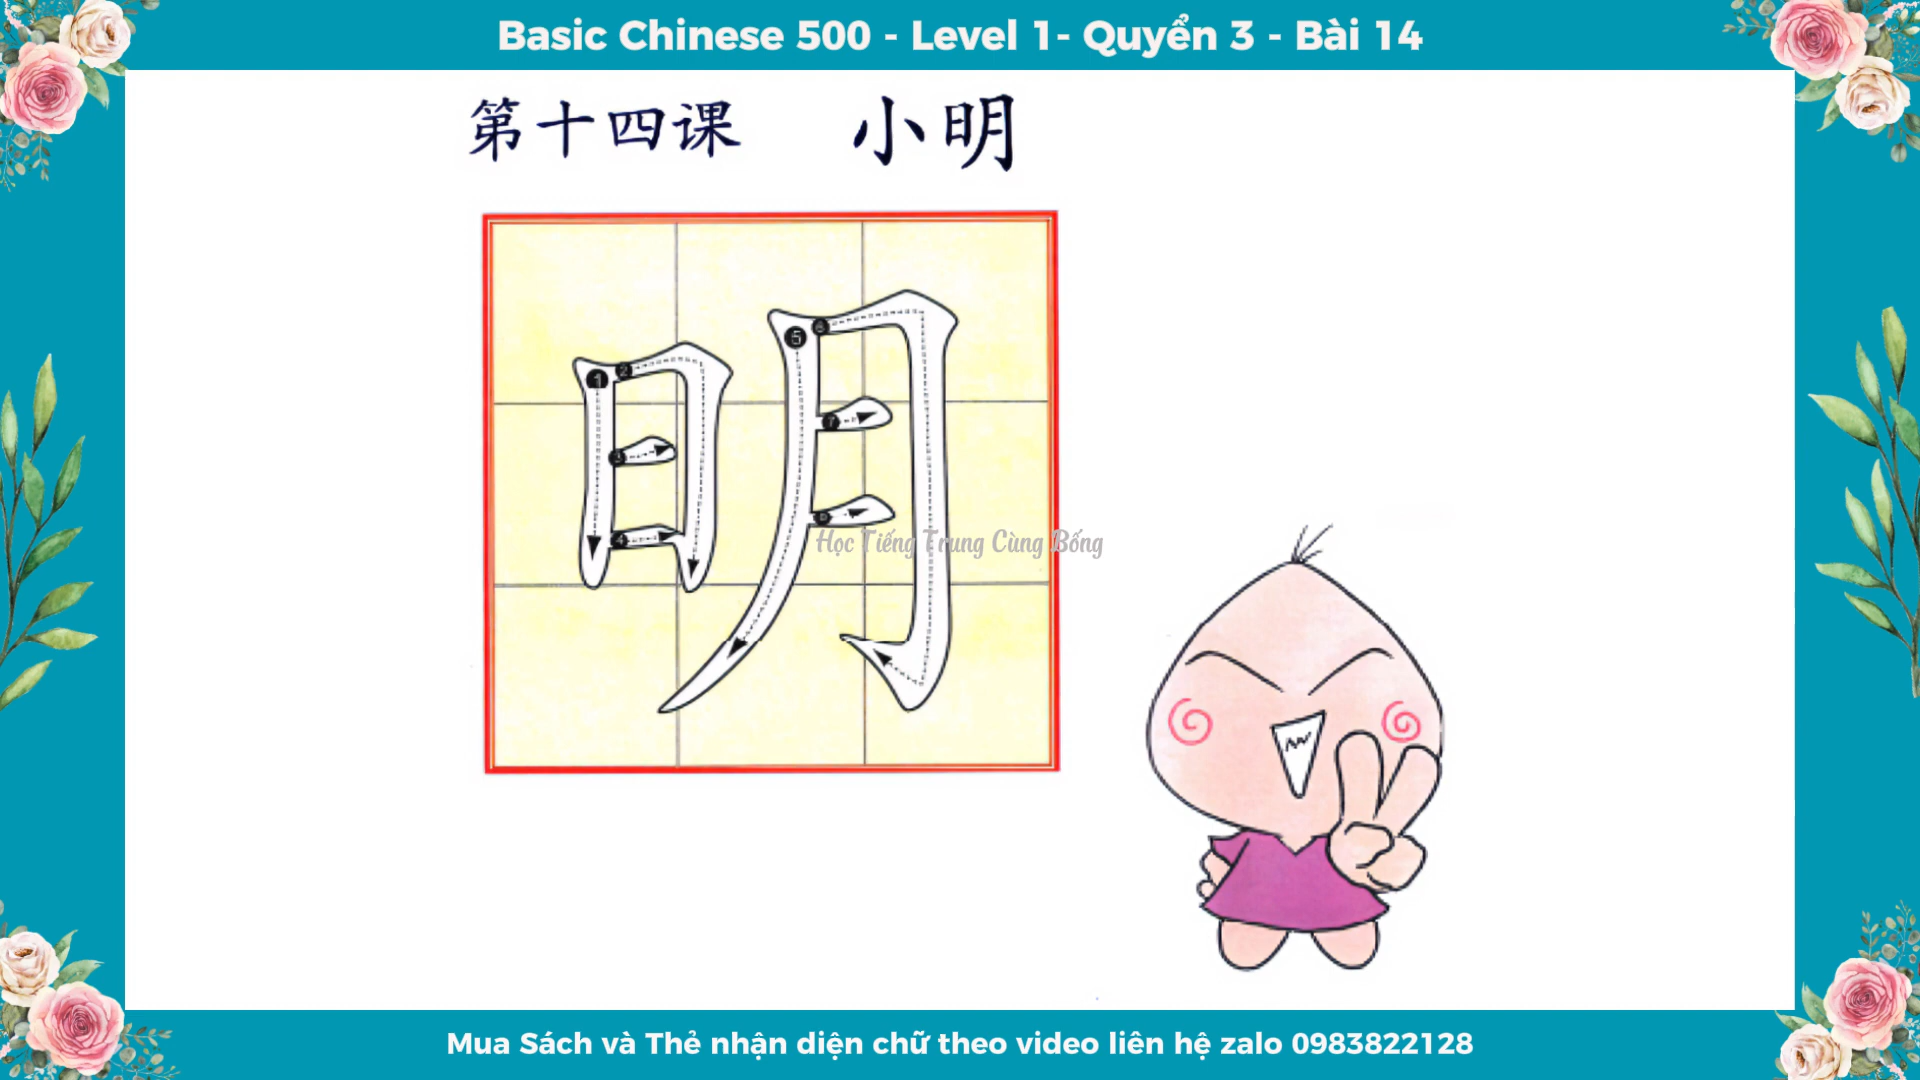 Basic Chinese 500 - Level 1- Quyển 3 - Bài 14
第十四课 小明
明
Học Tiếng Trung Cùng Bống
Mua Sách và Thẻ nhận diện chữ theo video liên hệ zalo 0983822128